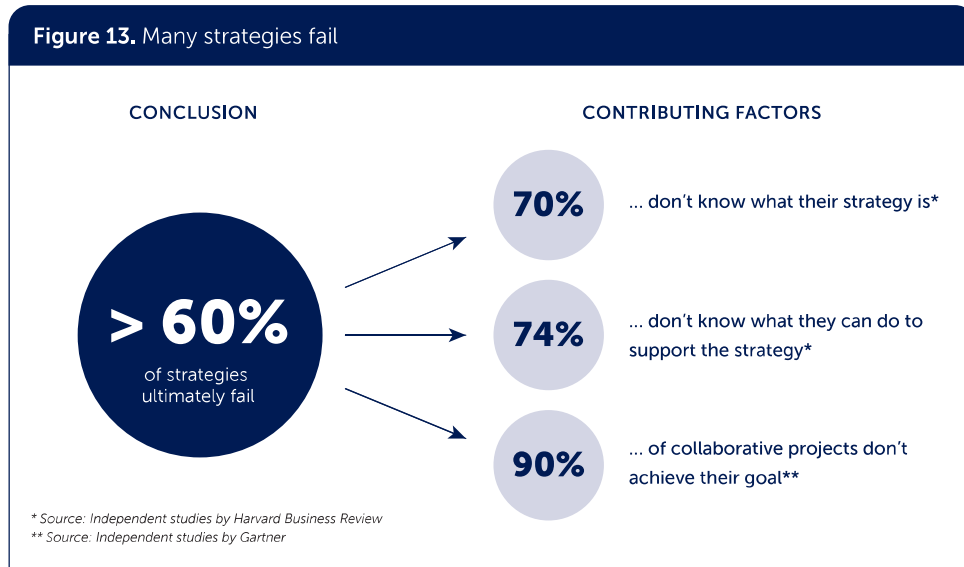 Figure 13. Many strategies fail
CONCLUSION
> 60%
of strategies
ultimately fail
CONTRIBUTING FACTORS
70%
... don’t know what their strategy is*
74%
... don’t know what they can do to
support the strategy*
90%
... of collaborative projects don’t
achieve their goal**
* Source: Independent studies by Harvard Business Review
** Source: Independent studies by Gartner